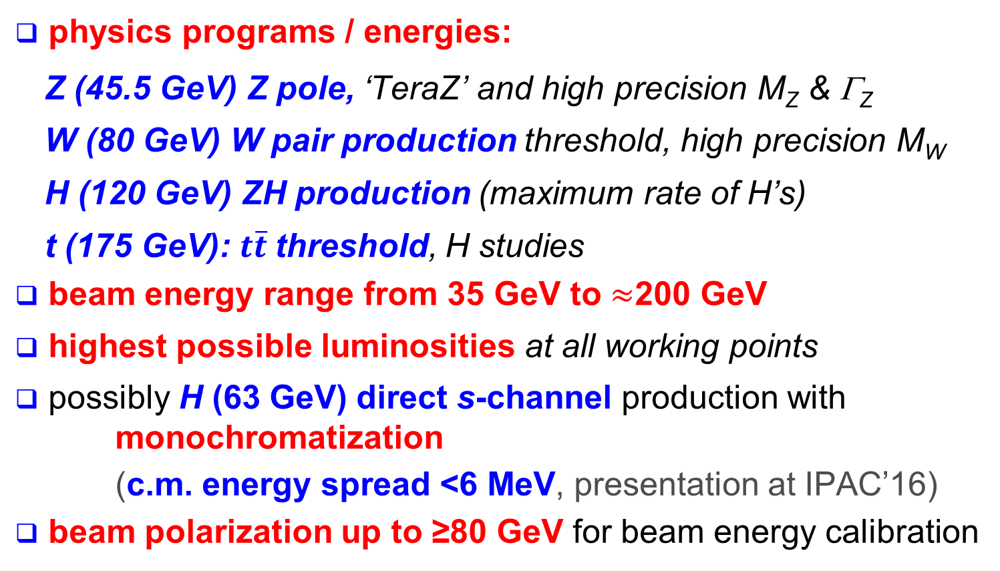 physics programs / energies:
Z (45.5 GeV) Z pole, ‘TeraZ’ and high precision M_Z & Γ_Z
W (80 GeV) W pair production threshold, high precision M_W
H (120 GeV) ZH production (maximum rate of H’s)
t (175 GeV): tt̄ threshold, H studies
beam energy range from 35 GeV to ≈200 GeV
highest possible luminosities at all working points
possibly H (63 GeV) direct s-channel production with
monochromatization
(c.m. energy spread <6 MeV, presentation at IPAC’16)
beam polarization up to ≥80 GeV for beam energy calibration